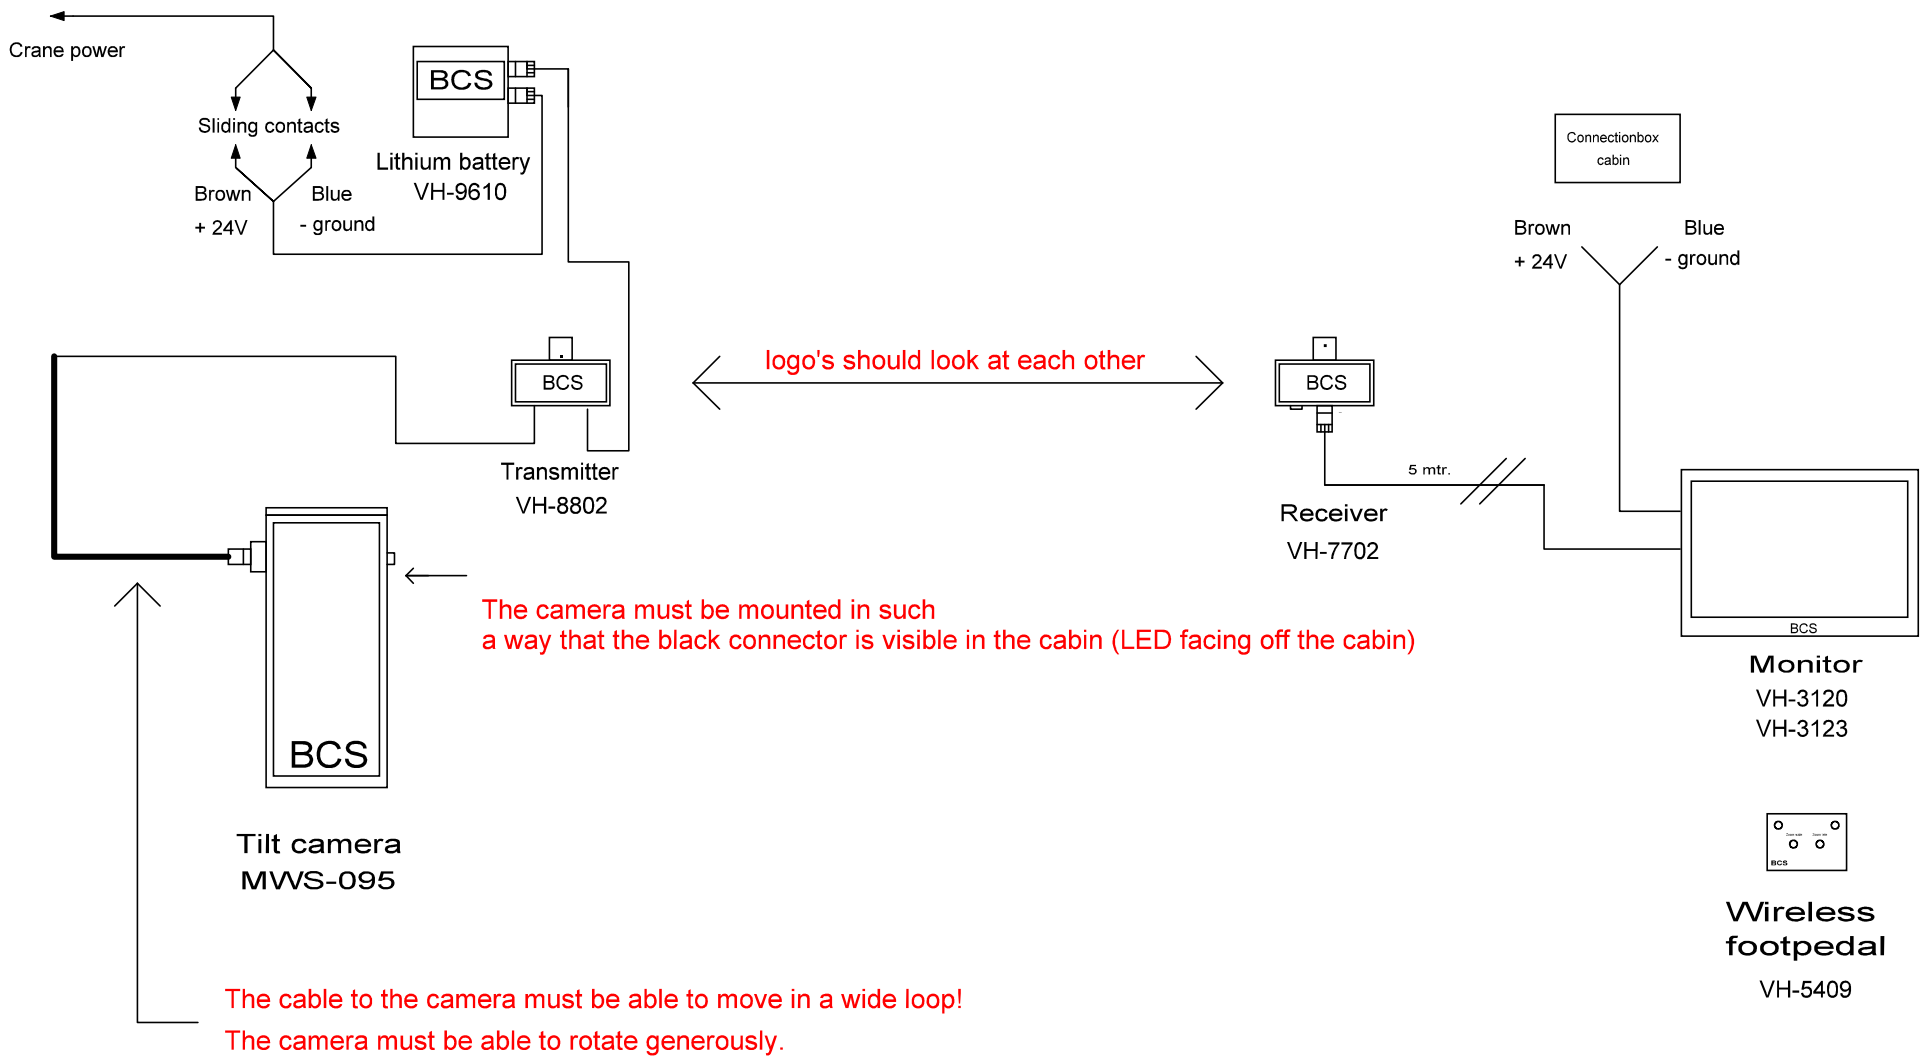 Crane power
BCS
Sliding contacts
Lithium battery
VH-9610
Brown
+ 24V
Blue
- ground
Connectionbox
cabin
Brown
+ 24V
Blue
- ground
BCS
Transmitter
VH-8802
logo's should look at each other
BCS
5 mtr.
Receiver
VH-7702
BCS
Monitor
VH-3120
VH-3123
The camera must be mounted in such
a way that the black connector is visible in the cabin (LED facing off the cabin)
BCS
Tilt camera
MWS-095
BCS
Wireless
footpedal
VH-5409
The cable to the camera must be able to move in a wide loop!
The camera must be able to rotate generously.